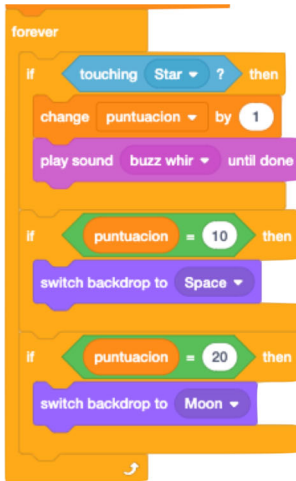 forever
if touching Star ? then
change puntuacion by 1
play sound buzz whir until done
if puntuacion = 10 then
switch backdrop to Space
if puntuacion = 20 then
switch backdrop to Moon